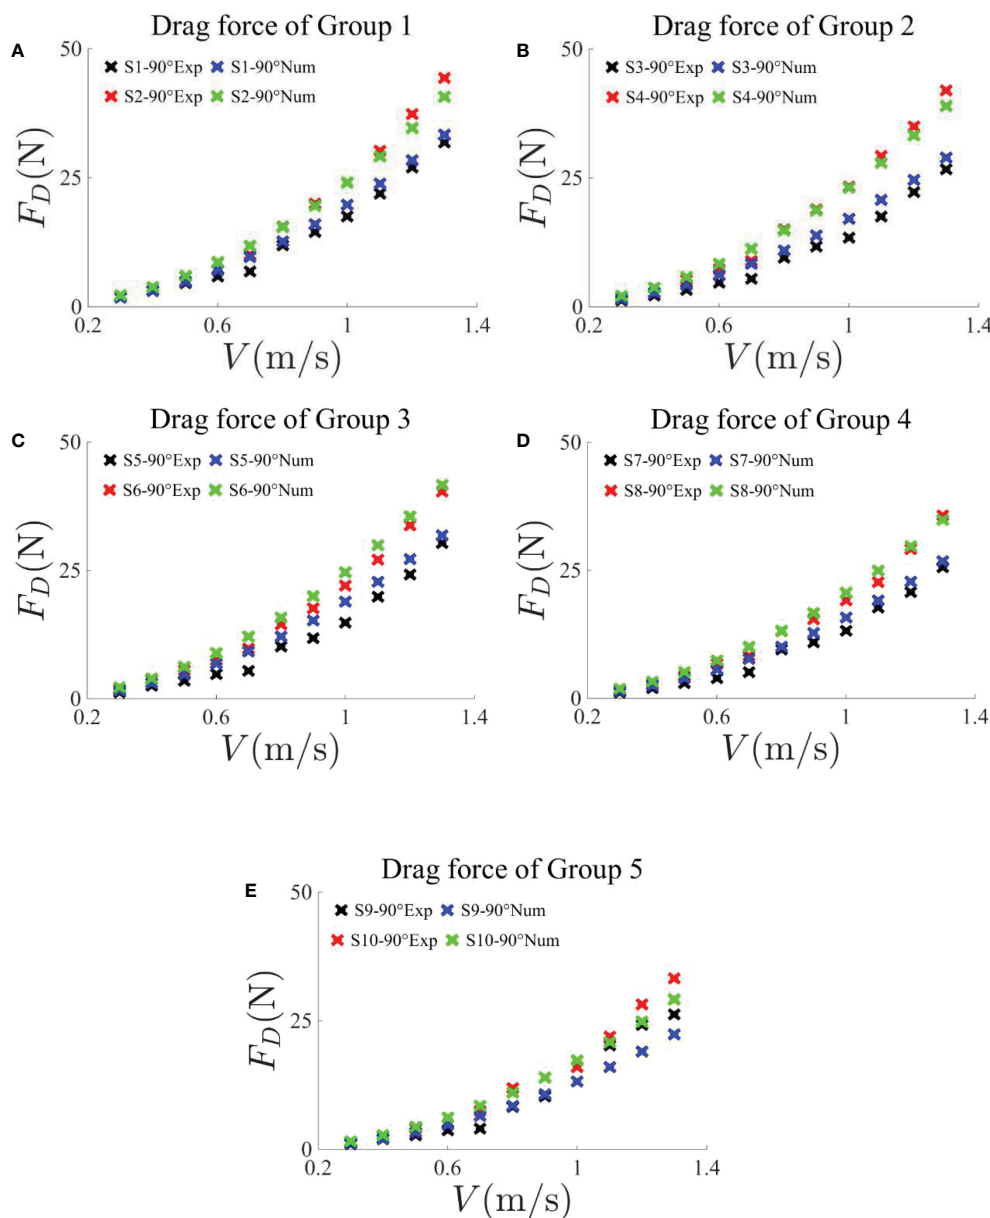 Drag force of Group 1
A
50
S1-90°Exp S1-90°Num
S2-90°Exp S2-90°Num
25
F_D(N)
0
0.2 0.6 1 1.4
V(m/s)
Drag force of Group 2
B
50
S3-90°Exp S3-90°Num
S4-90°Exp S4-90°Num
25
F_D(N)
0
0.2 0.6 1 1.4
V(m/s)
Drag force of Group 3
C
50
S5-90°Exp S5-90°Num
S6-90°Exp S6-90°Num
25
F_D(N)
0
0.2 0.6 1 1.4
V(m/s)
Drag force of Group 4
D
50
S7-90°Exp S7-90°Num
S8-90°Exp S8-90°Num
25
F_D(N)
0
0.2 0.6 1 1.4
V(m/s)
Drag force of Group 5
E
50
S9-90°Exp S9-90°Num
S10-90°Exp S10-90°Num
25
F_D(N)
0
0.2 0.6 1 1.4
V(m/s)